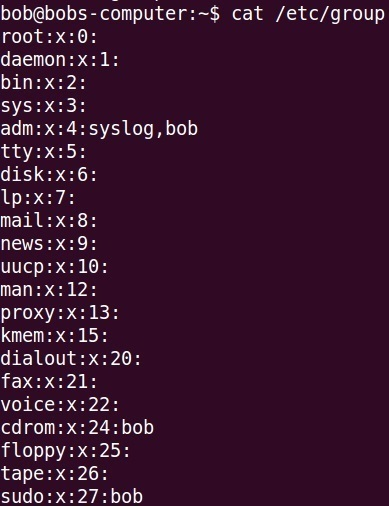 bob@bobs-computer:~$ cat /etc/group
root:x:0:
daemon:x:1:
bin:x:2:
sys:x:3:
adm:x:4:syslog,bob
tty:x:5:
disk:x:6:
lp:x:7:
mail:x:8:
news:x:9:
uucp:x:10:
man:x:12:
proxy:x:13:
kmem:x:15:
dialout:x:20:
fax:x:21:
voice:x:22:
cdrom:x:24:bob
floppy:x:25:
tape:x:26:
sudo:x:27:bob